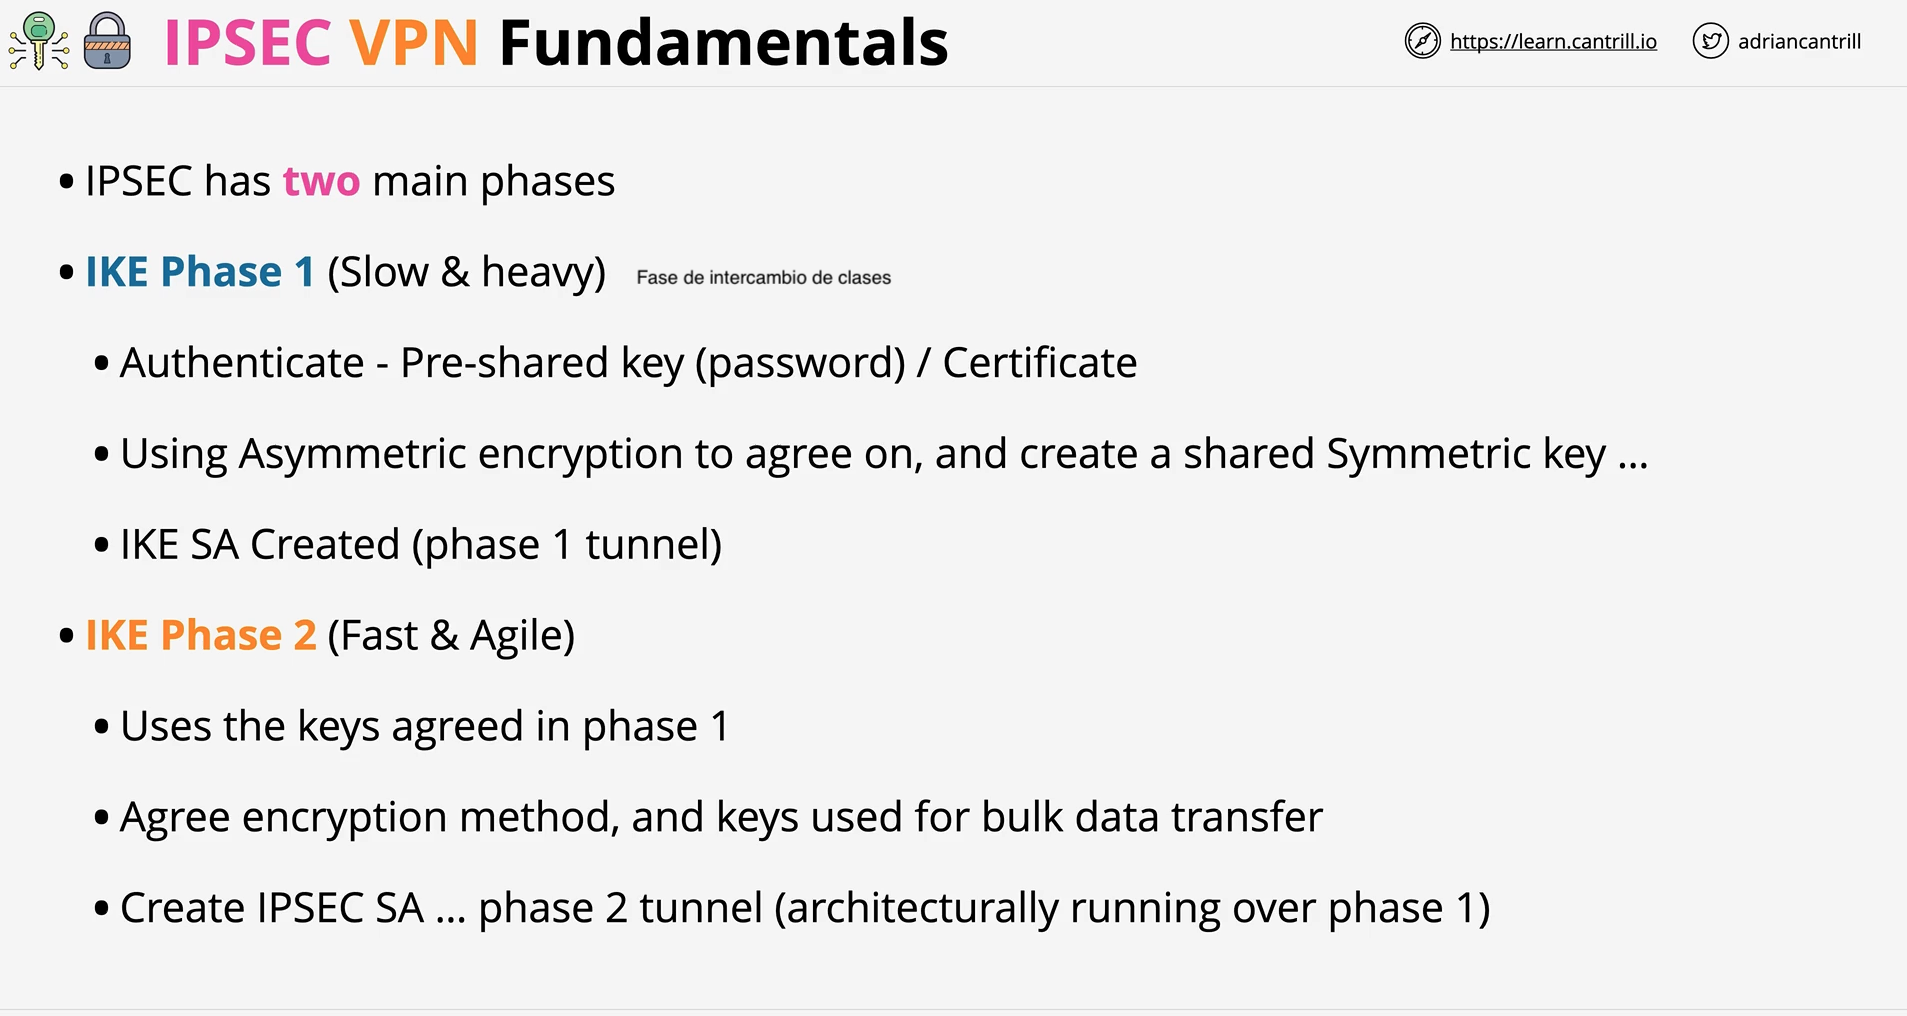 IPSEC VPN Fundamentals
https://learn.cantrill.io
adriancantrill
• IPSEC has two main phases
• IKE Phase 1 (Slow & heavy)
Fase de intercambio de clases
• Authenticate - Pre-shared key (password) / Certificate
• Using Asymmetric encryption to agree on, and create a shared Symmetric key ...
• IKE SA Created (phase 1 tunnel)
• IKE Phase 2 (Fast & Agile)
• Uses the keys agreed in phase 1
• Agree encryption method, and keys used for bulk data transfer
• Create IPSEC SA ... phase 2 tunnel (architecturally running over phase 1)